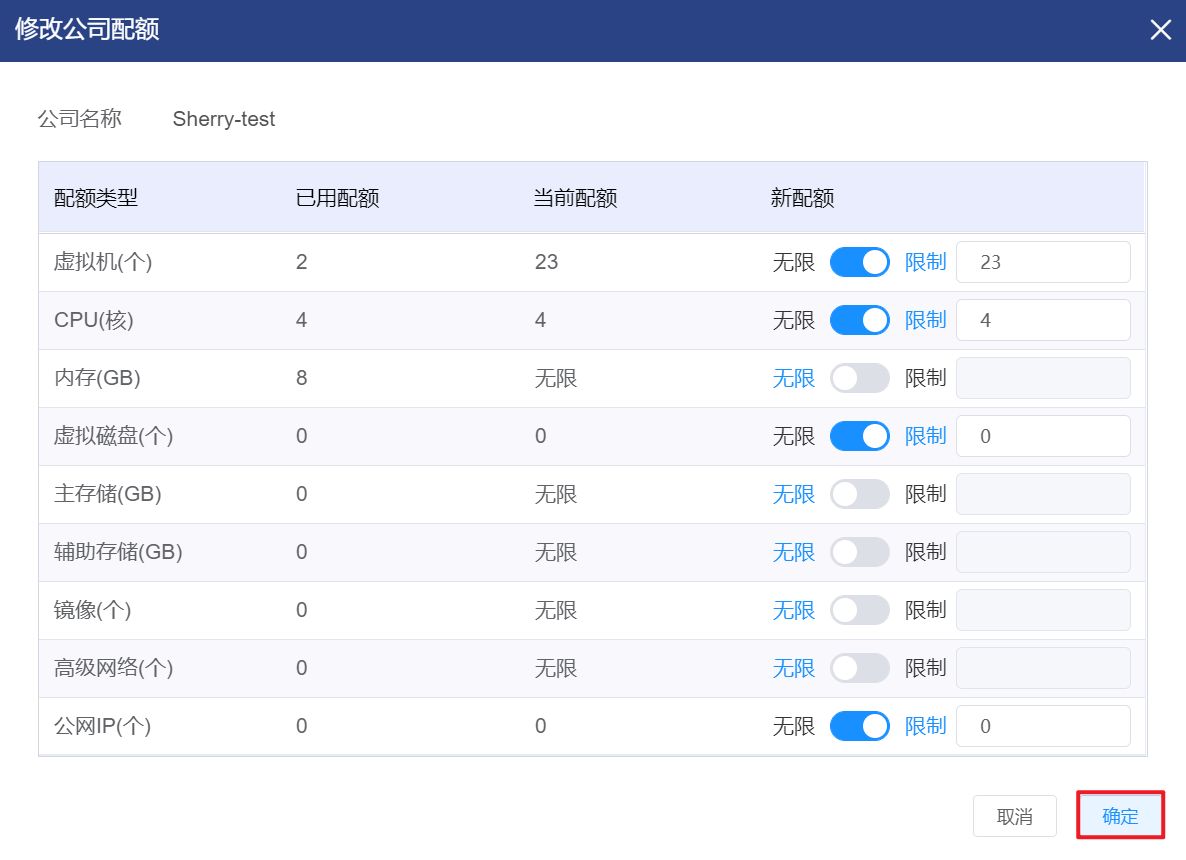 修改公司配额
公司名称 Sherry-test
配额类型 已用配额 当前配额 新配额
虚拟机(个) 2 23 无限 限制 23
CPU(核) 4 4 无限 限制 4
内存(GB) 8 无限 无限 限制
虚拟磁盘(个) 0 0 无限 限制 0
主存储(GB) 0 无限 无限 限制
辅助存储(GB) 0 无限 无限 限制
镜像(个) 0 无限 无限 限制
高级网络(个) 0 无限 无限 限制
公网IP(个) 0 0 无限 限制 0
取消 确定